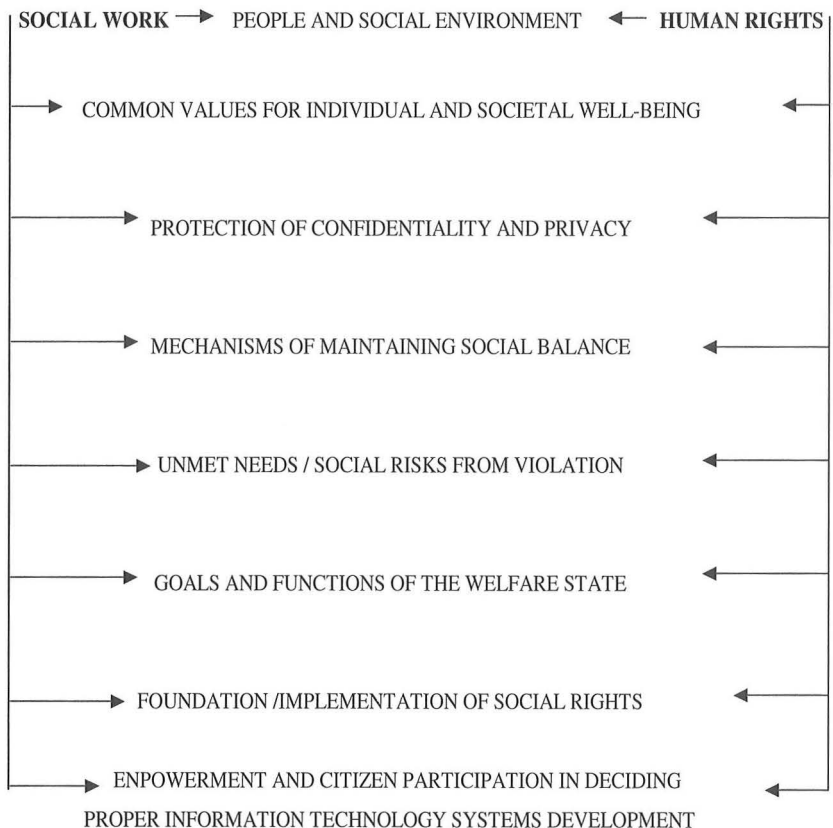 SOCIAL WORK PEOPLE AND SOCIAL ENVIRONMENT HUMAN RIGHTS
COMMON VALUES FOR INDIVIDUAL AND SOCIETAL WELL-BEING
PROTECTION OF CONFIDENTIALITY AND PRIVACY
MECHANISMS OF MAINTAINING SOCIAL BALANCE
UNMET NEEDS / SOCIAL RISKS FROM VIOLATION
GOALS AND FUNCTIONS OF THE WELFARE STATE
FOUNDATION /IMPLEMENTATION OF SOCIAL RIGHTS
ENPOWERMENT AND CITIZEN PARTICIPATION IN DECIDING
PROPER INFORMATION TECHNOLOGY SYSTEMS DEVELOPMENT